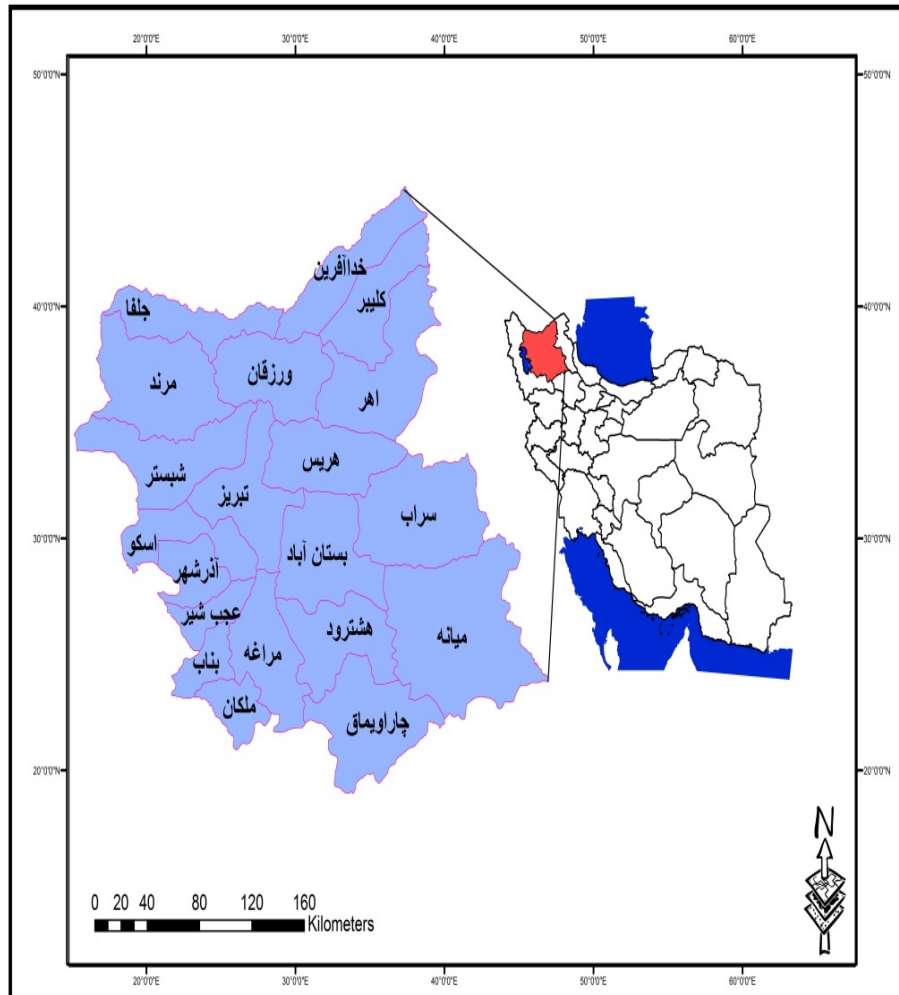 20°0'0"E 30°0'0"E 40°0'0"E 50°0'0"E 60°0'0"E
50°0'0"N 50°0'0"N
خداآفرین
کلیبر
جلفا
40°0'0"N 40°0'0"N
مرند
ورزقان
اهر
هریس
شبستر
تبریز
سراب
اسکو
30°0'0"N 30°0'0"N
بستان آباد
آذرشهر
عجب شیر
هشترود
میانه
بناب
مراغه
ملکان
چاراویماق
20°0'0"N 20°0'0"N
N
0 20 40 80 120 160
Kilometers
20°0'0"E 30°0'0"E 40°0'0"E 50°0'0"E 60°0'0"E